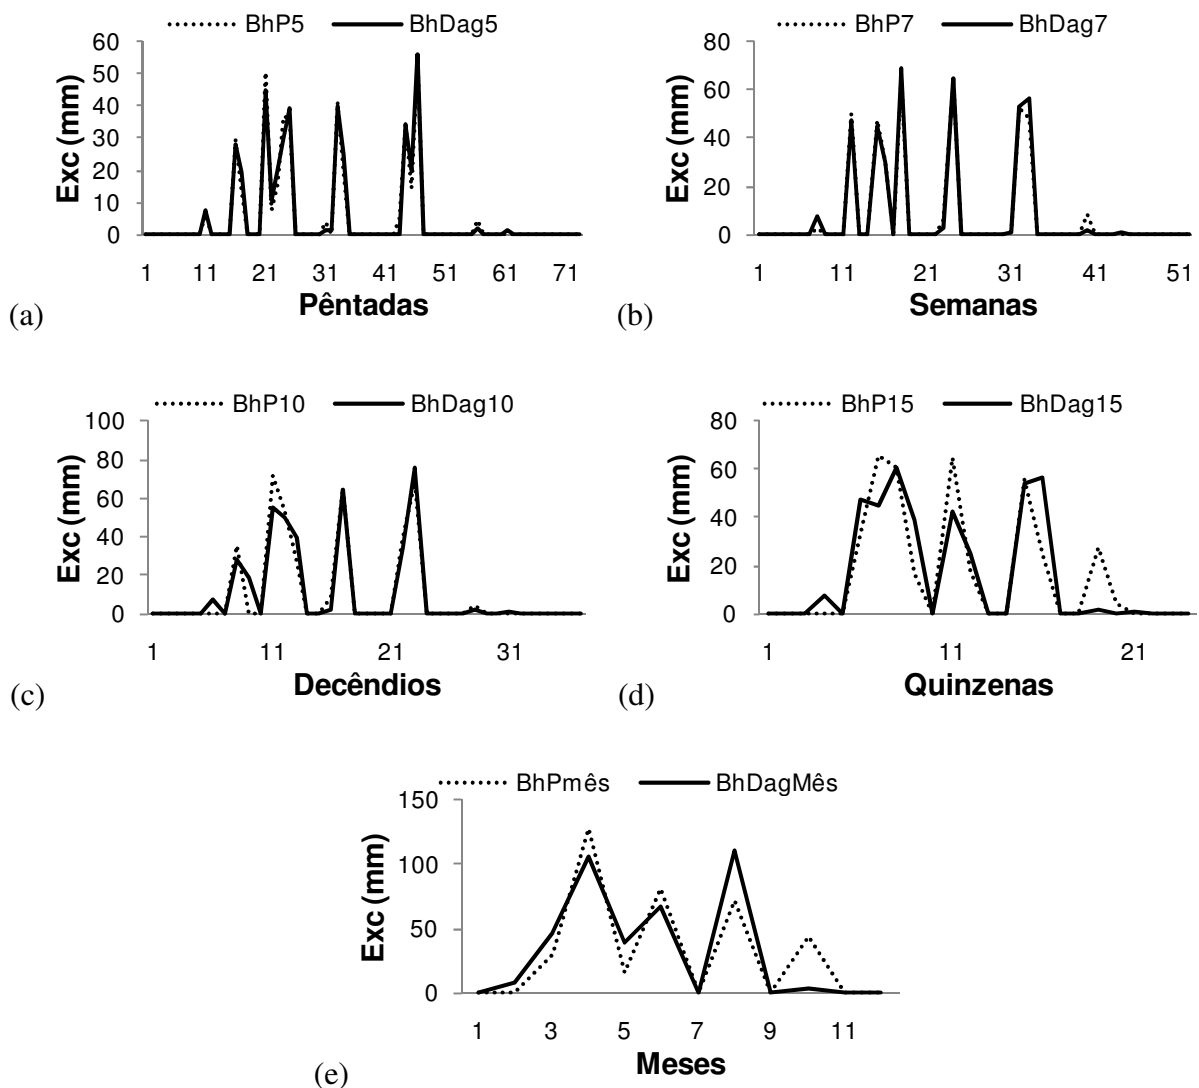 BhP5 BhDag5
60
50
40
30
20
10
0
Exc (mm)
1 11 21 31 41 51 61 71
Pêntadas
(a)
BhP7 BhDag7
80
60
40
20
0
Exc (mm)
1 11 21 31 41 51
Semanas
(b)
BhP10 BhDag10
100
80
60
40
20
0
Exc (mm)
1 11 21 31
Decêndios
(c)
BhP15 BhDag15
80
60
40
20
0
Exc (mm)
1 11 21
Quinzenas
(d)
BhPmês BhDagMês
150
100
50
0
Exc (mm)
1 3 5 7 9 11
Meses
(e)